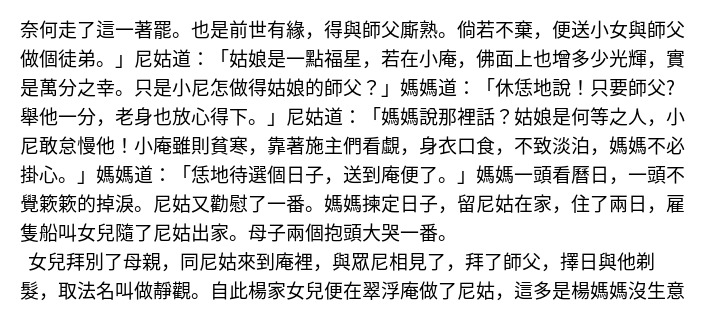 奈何走了這一著罷。也是前世有緣，得與師父廝熟。倘若不棄，便送小女與師父
做個徒弟。」尼姑道：「姑娘是一點福星，若在小庵，佛面上也增多少光輝，實
是萬分之幸。只是小尼怎做得姑娘的師父？」媽媽道：「休恁地說！只要師父?
舉他一分，老身也放心得下。」尼姑道：「媽媽說那裡話？姑娘是何等之人，小
尼敢怠慢他！小庵雖則貧寒，靠著施主們看覷，身衣口食，不致淡泊，媽媽不必
掛心。」媽媽道：「恁地待選個日子，送到庵便了。」媽媽一頭看曆日，一頭不
覺簌簌的掉淚。尼姑又勸慰了一番。媽媽揀定日子，留尼姑在家，住了兩日，雇
隻船叫女兒隨了尼姑出家。母子兩個抱頭大哭一番。
女兒拜別了母親，同尼姑來到庵裡，與眾尼相見了，拜了師父，擇日與他剃
髮，取法名叫做靜觀。自此楊家女兒便在翠浮庵做了尼姑，這多是楊媽媽沒生意